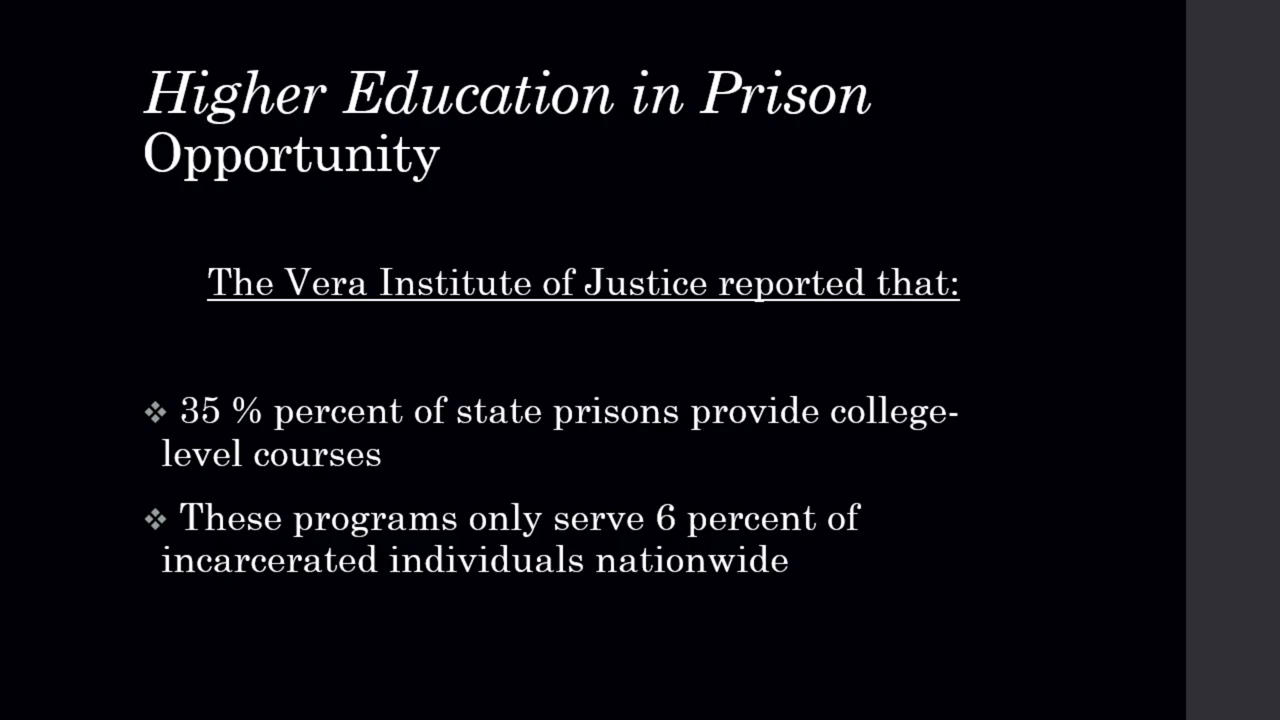 Higher Education in Prison
Opportunity
The Vera Institute of Justice reported that:
❖ 35 % percent of state prisons provide college-
level courses
❖ These programs only serve 6 percent of
incarcerated individuals nationwide